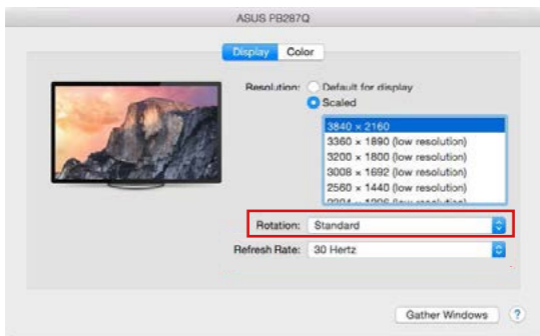 ASUS PB287Q
Display Color
Resolution: Default for display
Scaled
3840 × 2160
3360 × 1890 (low resolution)
3200 × 1800 (low resolution)
3008 × 1692 (low resolution)
2560 × 1440 (low resolution)
Rotation: Standard
Refresh Rate: 30 Hertz
Gather Windows ?